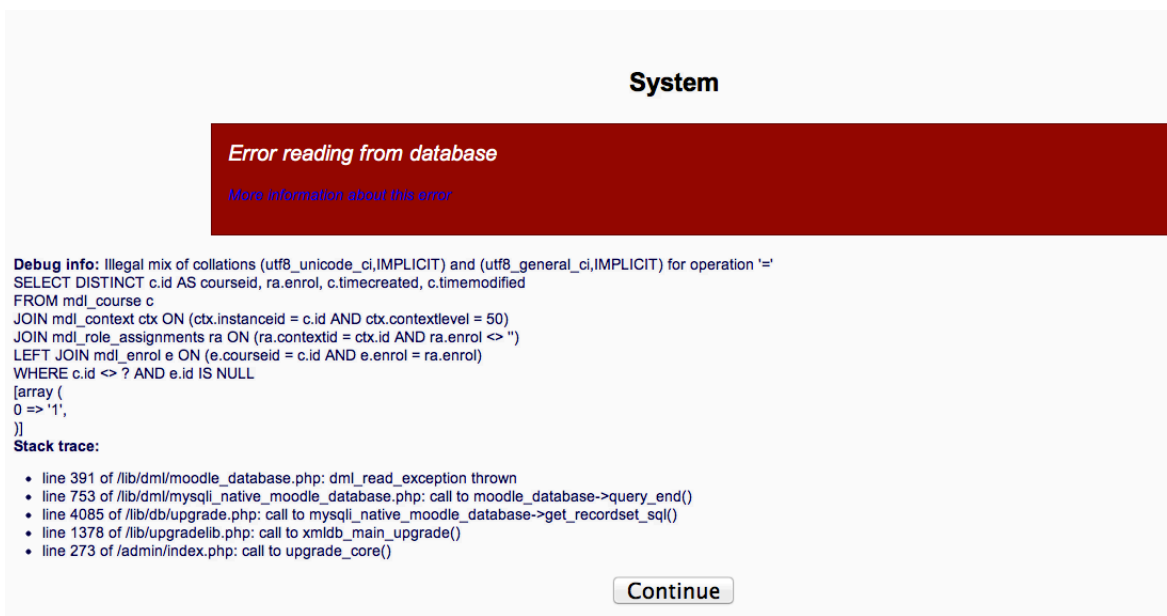 System
Error reading from database
More information about this error
Debug info: Illegal mix of collations (utf8_unicode_ci,IMPLICIT) and (utf8_general_ci,IMPLICIT) for operation '='
SELECT DISTINCT c.id AS courseid, ra.enrol, c.timecreated, c.timemodified
FROM mdl_course c
JOIN mdl_context ctx ON (ctx.instanceid = c.id AND ctx.contextlevel = 50)
JOIN mdl_role_assignments ra ON (ra.contextid = ctx.id AND ra.enrol <> '')
LEFT JOIN mdl_enrol e ON (e.courseid = c.id AND e.enrol = ra.enrol)
WHERE c.id <> ? AND e.id IS NULL
[array (
0 => '1',
)]
Stack trace:
• line 391 of /lib/dml/moodle_database.php: dml_read_exception thrown
• line 753 of /lib/dml/mysqli_native_moodle_database.php: call to moodle_database->query_end()
• line 4085 of /lib/db/upgrade.php: call to mysqli_native_moodle_database->get_recordset_sql()
• line 1378 of /lib/upgradelib.php: call to xmldb_main_upgrade()
• line 273 of /admin/index.php: call to upgrade_core()
Continue